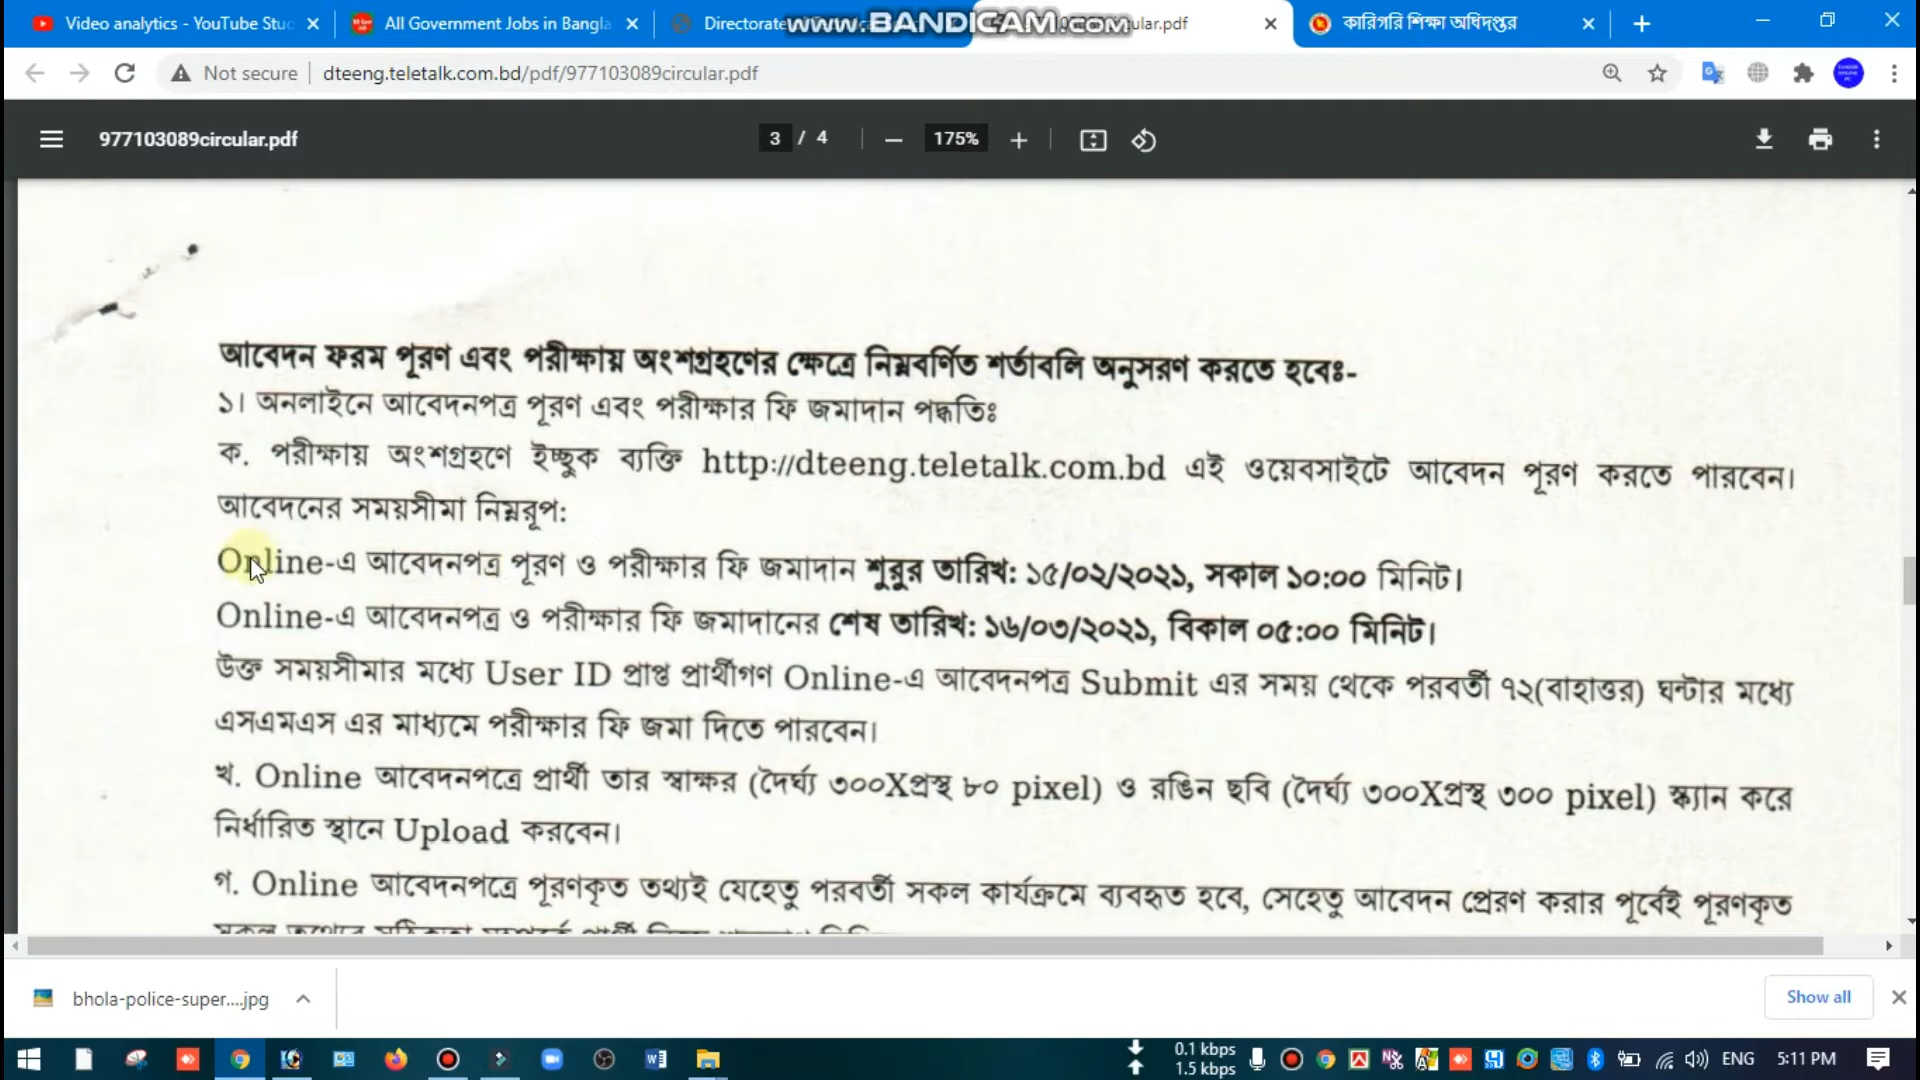 Video analytics - YouTube Stud
All Government Jobs in Bangla
Directorate
www.BANDICAM.com
ular.pdf
কারিগরি শিক্ষা অধিদপ্তর
Not secure
dteeng.teletalk.com.bd/pdf/977103089circular.pdf
977103089circular.pdf
3 / 4
175%
আবেদন ফরম পূরণ এবং পরীক্ষায় অংশগ্রহণের ক্ষেত্রে নিম্নবর্ণিত শর্তাবলি অনুসরণ করতে হবেঃ-
১। অনলাইনে আবেদনপত্র পূরণ এবং পরীক্ষার ফি জমাদান পদ্ধতিঃ
ক. পরীক্ষায় অংশগ্রহণে ইচ্ছুক ব্যক্তি http://dteeng.teletalk.com.bd এই ওয়েবসাইটে আবেদন পূরণ করতে পারবেন।
আবেদনের সময়সীমা নিম্নরূপ:
Online-এ আবেদনপত্র পূরণ ও পরীক্ষার ফি জমাদান শুরুর তারিখ: ১৫/০২/২০২১, সকাল ১০:০০ মিনিট।
Online-এ আবেদনপত্র ও পরীক্ষার ফি জমাদানের শেষ তারিখ: ১৬/০৩/২০২১, বিকাল ০৫:০০ মিনিট।
উক্ত সময়সীমার মধ্যে User ID প্রাপ্ত প্রার্থীগণ Online-এ আবেদনপত্র Submit এর সময় থেকে পরবর্তী ৭২(বাহাত্তর) ঘন্টার মধ্যে
এসএমএস এর মাধ্যমে পরীক্ষার ফি জমা দিতে পারবেন।
খ. Online আবেদনপত্রে প্রার্থী তার স্বাক্ষর (দৈর্ঘ্য ৩০০Xপ্রস্থ ৮০ pixel) ও রঙিন ছবি (দৈর্ঘ্য ৩০০Xপ্রস্থ ৩০০ pixel) স্ক্যান করে
নির্ধারিত স্থানে Upload করবেন।
গ. Online আবেদনপত্রে পূরণকৃত তথ্যই যেহেতু পরবর্তী সকল কার্যক্রমে ব্যবহৃত হবে, সেহেতু আবেদন প্রেরণ করার পূর্বেই পূরণকৃত
bhola-police-super....jpg
Show all
0.1 kbps
1.5 kbps
ENG
5:11 PM